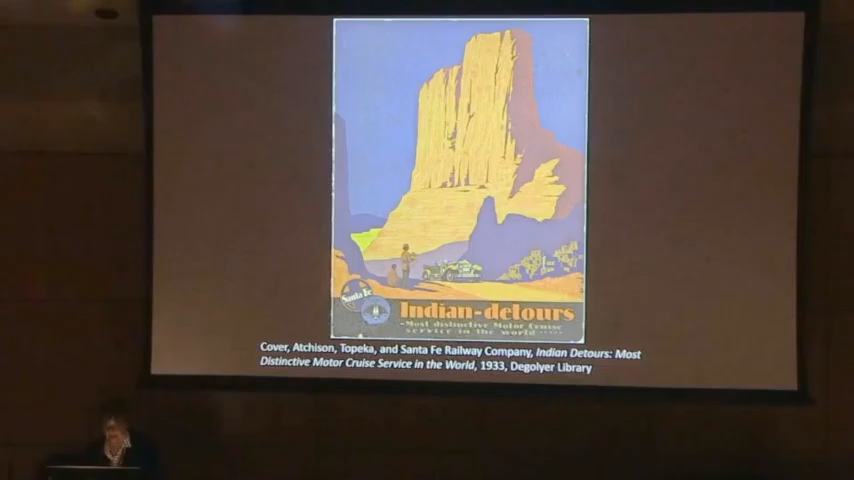 Santa Fe
Indian-detours
-Most distinctive Motor Cruise
service in the world
Cover, Atchison, Topeka, and Santa Fe Railway Company, Indian Detours: Most
Distinctive Motor Cruise Service in the World, 1933, Degolyer Library